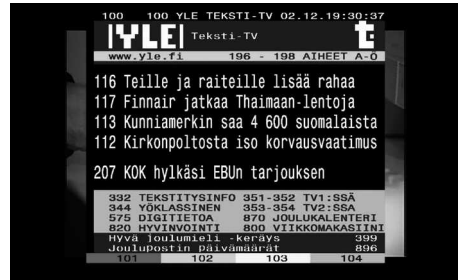 100 100 YLE TEKSTI-TV 02.12.19:30:37
YLE Teksti-TV t:
www.yle.fi 196 - 198 AIHEET A-Ö
116 Teille ja raiteille lisää rahaa
117 Finnair jatkaa Thaimaan-lentoja
113 Kunniamerkin saa 4 600 suomalaista
112 Kirkonpoltosta iso korvausvaatimus
207 KOK hylkäsi EBUn tarjouksen
332 TEKSTITYSINFO 351-352 TV1:SSÄ
344 YÖKLASSINEN 353-354 TV2:SSA
575 DIGITIETOA 870 JOULUKALENTERI
820 HYVINVOINTI 800 VIIKKOMAKASIINI
Hyvä joulumieli -keräys 399
Joulupostin päivämäärät 896
101 102 103 104